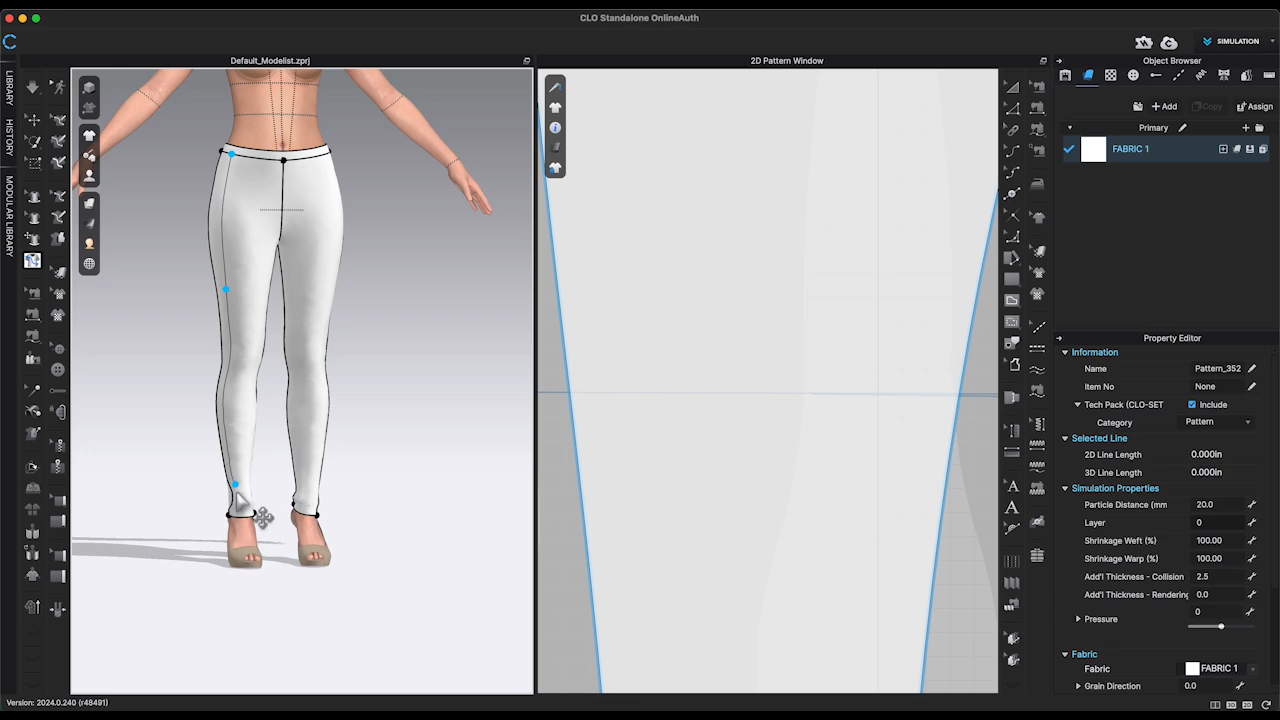 CLO Standalone OnlineAuth
SIMULATION
Default_Modelist.zprj
2D Pattern Window
Object Browser
LIBRARY
HISTORY
MODULAR LIBRARY
+Add
Copy
Assign
Primary
FABRIC 1
Property Editor
Information
Name Pattern_352
Item No None
Tech Pack (CLO-SET Include
Category Pattern
Selected Line
2D Line Length 0.000in
3D Line Length 0.000in
Simulation Properties
Particle Distance (mm 20.0
Layer 0
Shrinkage Weft (%) 100.00
Shrinkage Warp (%) 100.00
Add'l Thickness - Collision 2.5
Add'l Thickness - Rendering 0.0
Pressure 0
Fabric
Fabric FABRIC 1
Grain Direction 0.0
Version: 2024.0.240 (r48491)
3D 2D